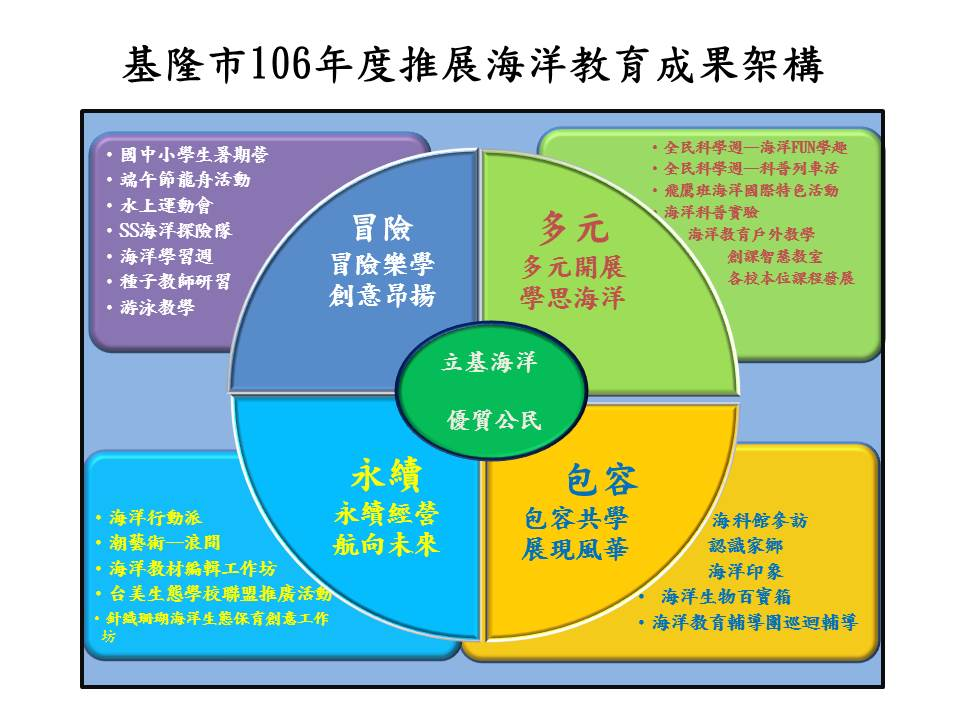 基隆市106年度推展海洋教育成果架構
• 國中小學生暑期營
• 端午節龍舟活動
• 水上運動會
• SS海洋探險隊
• 海洋學習週
• 種子教師研習
• 游泳教學
冒險
冒險樂學
創意昂揚
多元
多元開展
學思海洋
• 全民科學週—海洋FUN學趣
• 全民科學週—科普列車活
• 飛鷹班海洋國際特色活動
• 海洋科普實驗
海洋教育戶外教學
創課智慧教室
各校本位課程發展
立基海洋
優質公民
• 海洋行動派
• 潮藝術—浪開
• 海洋教材編輯工作坊
• 台美生態學校聯盟推廣活動
• 針織珊瑚海洋生態保育創意工作
坊
永續
永續經營
航向未來
包容
包容共學
展現風華
海科館參訪
認識家鄉
海洋印象
• 海洋生物百寶箱
• 海洋教育輔導團巡迴輔導